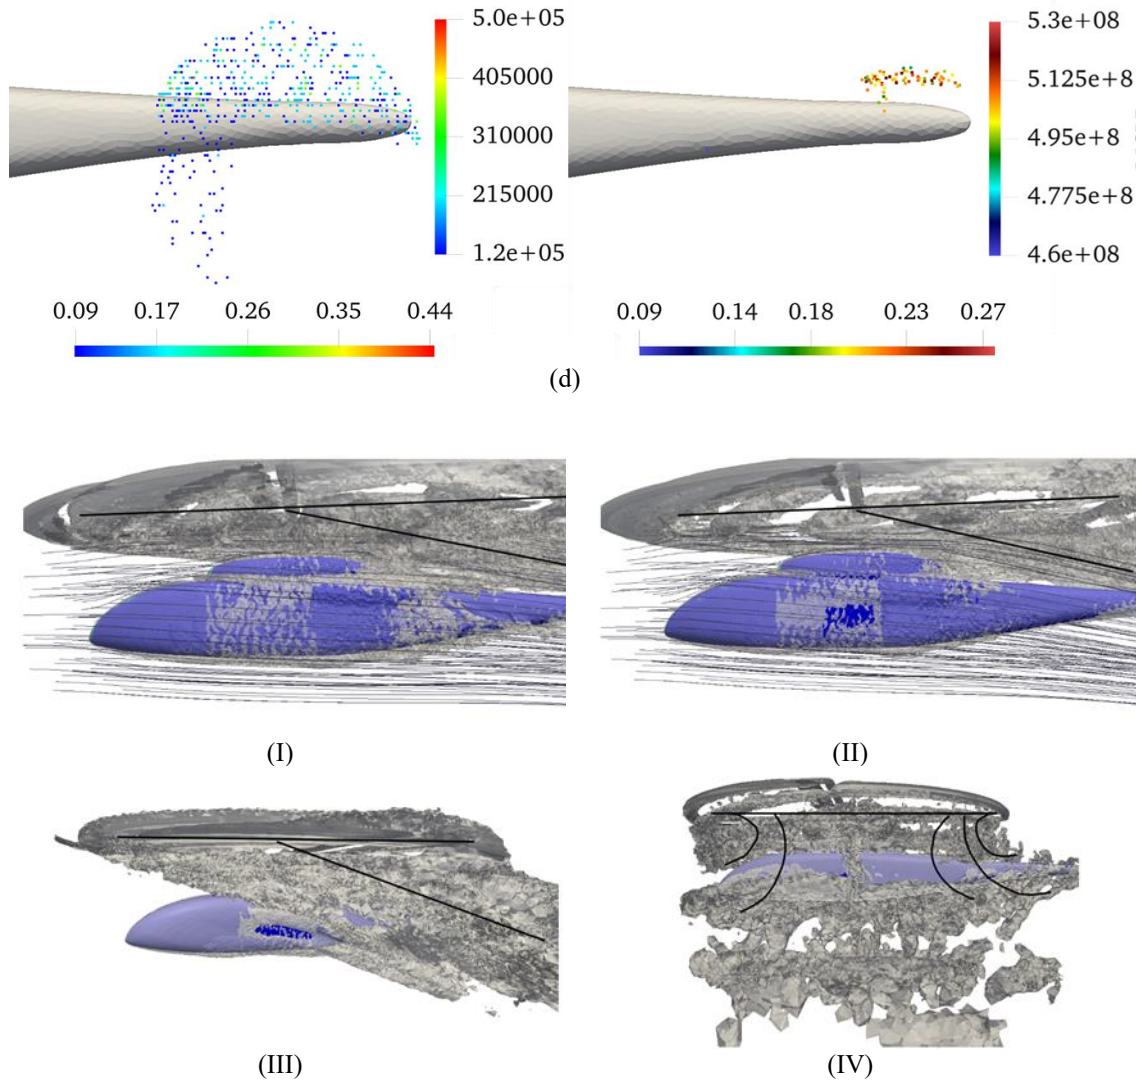 5.0e+05
405000
310000
215000
1.2e+05
5.3e+08
5.125e+8
4.95e+8
4.775e+8
4.6e+08
0.09 0.17 0.26 0.35 0.44
0.09 0.14 0.18 0.23 0.27
(d)
(I)
(II)
(III)
(IV)